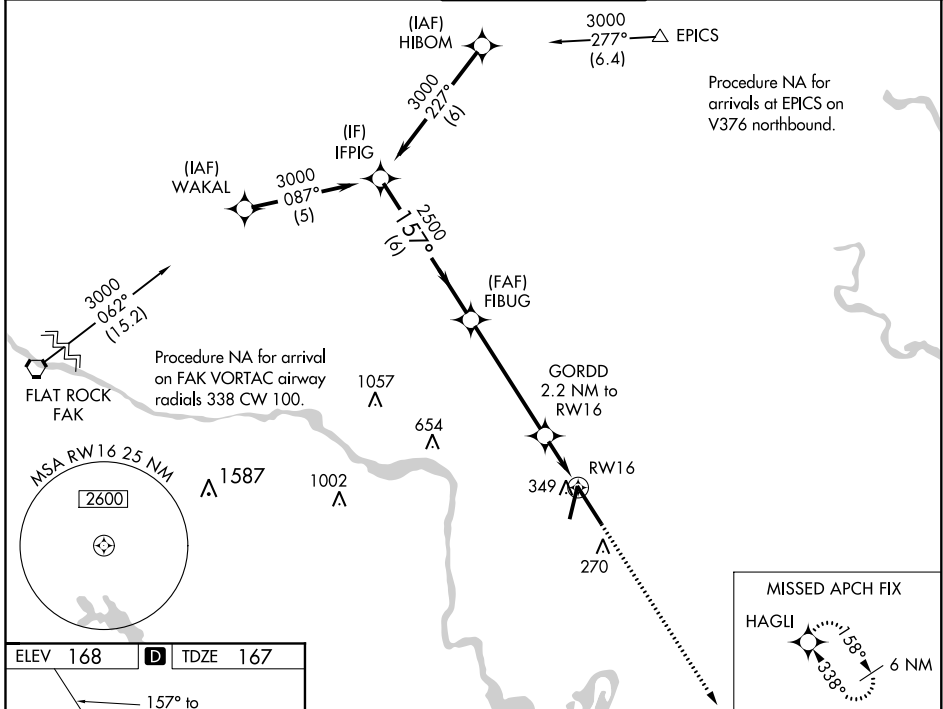 (IAF)
HIBOM
3000
277°
(6.4)
EPICS
Procedure NA for
arrivals at EPICS on
V376 northbound.
3000
227°
(6)
(IF)
IFPIG
(IAF)
WAKAL
3000
087°
(5)
2500
157°
(6)
(FAF)
FIBUG
3000
062°
(15.2)
FLAT ROCK
FAK
Procedure NA for arrival
on FAK VORTAC airway
radials 338 CW 100.
1057
654
GORDD
2.2 NM to
RW16
MSA RW16 25 NM
2600
1587
1002
349
RW16
270
MISSED APCH FIX
HAGLI
158°
338°
6 NM
ELEV 168 D TDZE 167
157° to